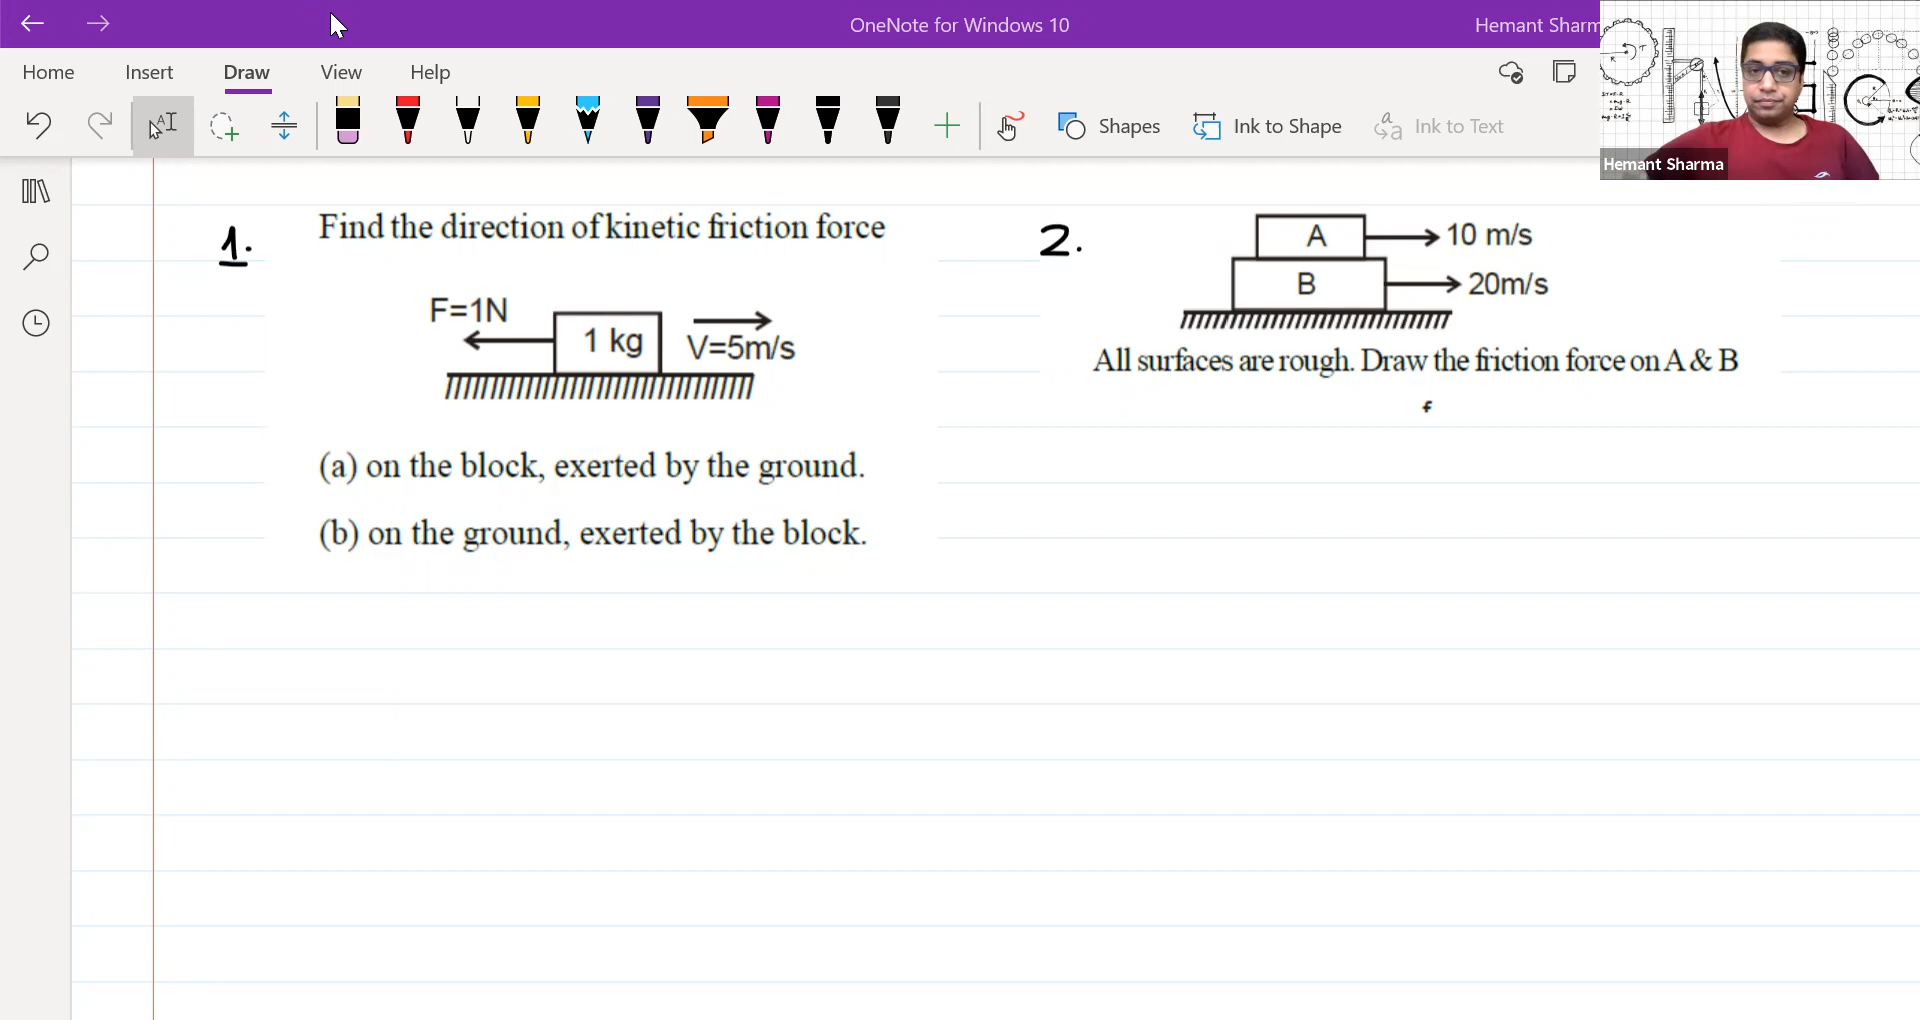 OneNote for Windows 10
Hemant Sharm
Home Insert Draw View Help
Shapes Ink to Shape Ink to Text
Hemant Sharma
1.
Find the direction of kinetic friction force
F=1N
1 kg
V=5m/s
(a) on the block, exerted by the ground.
(b) on the ground, exerted by the block.
2.
A
10 m/s
B
20m/s
All surfaces are rough. Draw the friction force on A & B